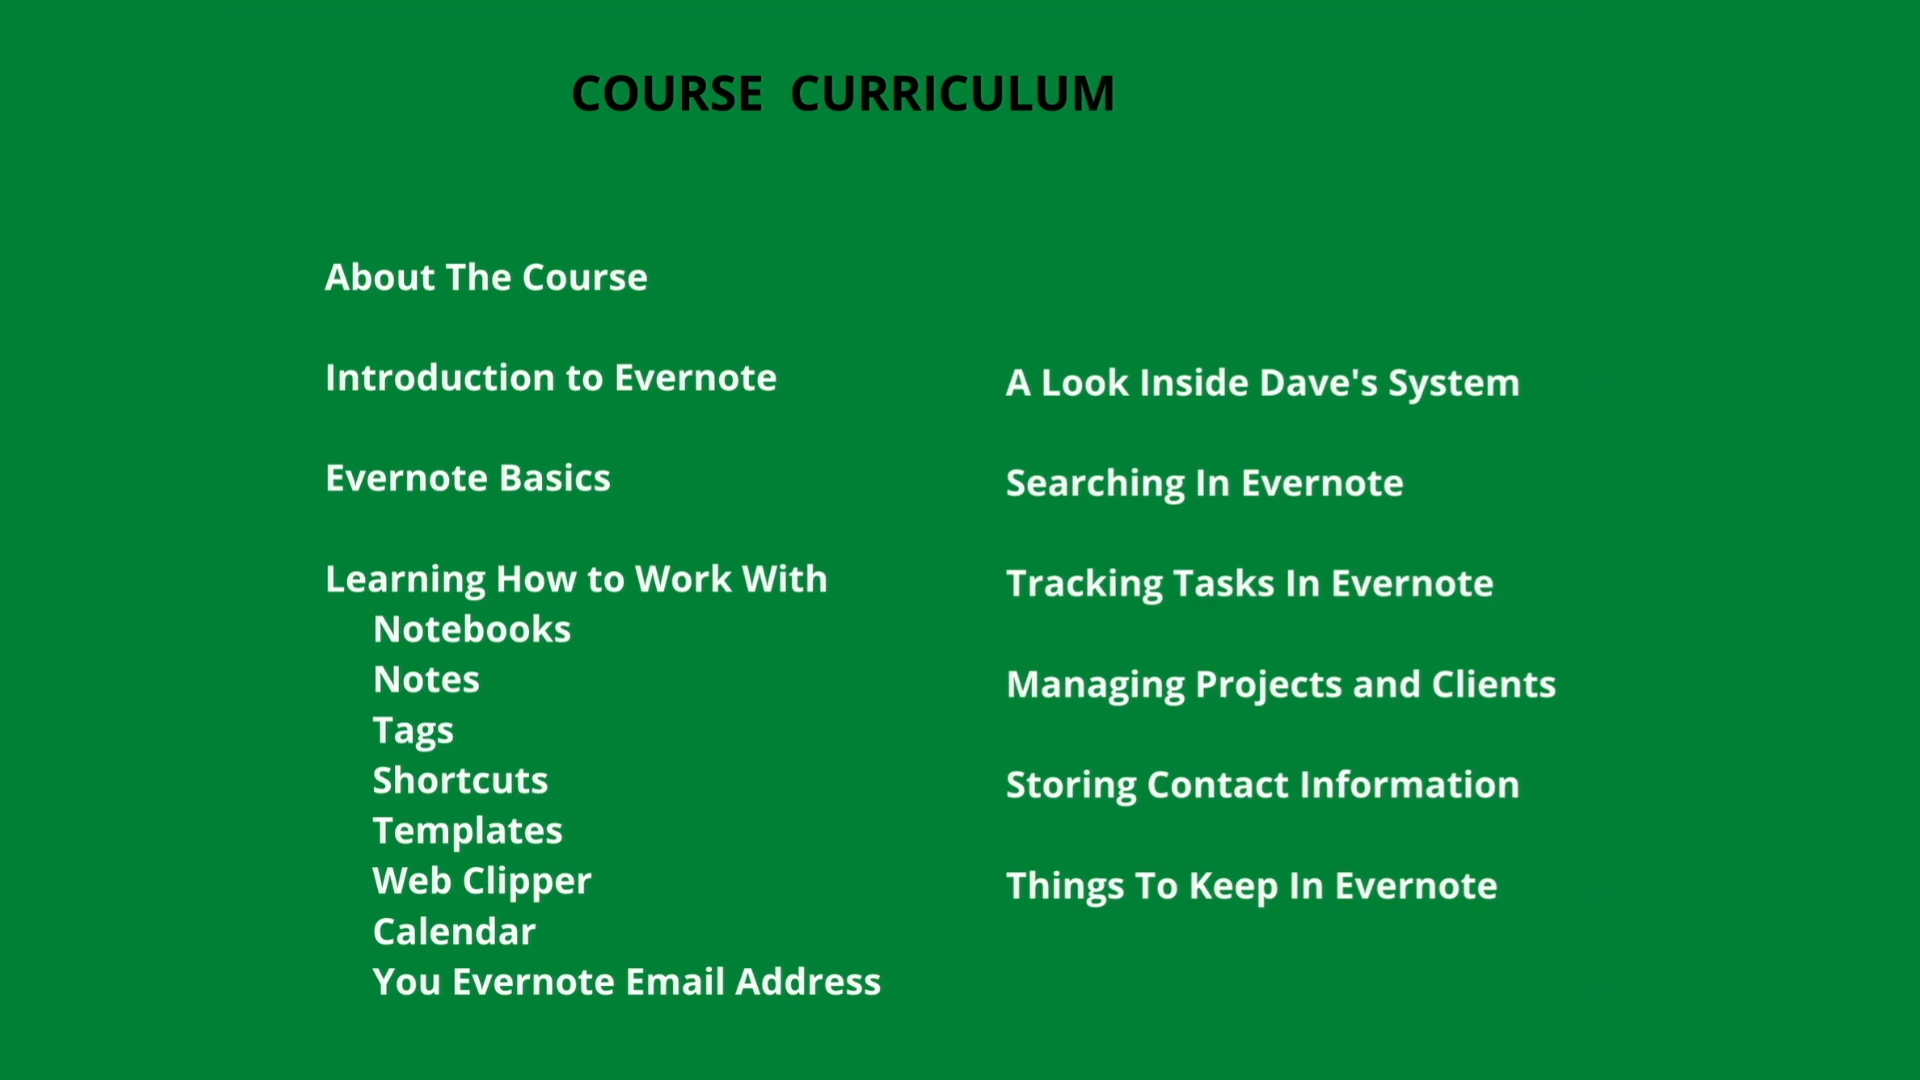 COURSE CURRICULUM
About The Course
Introduction to Evernote
Evernote Basics
Learning How to Work With
Notebooks
Notes
Tags
Shortcuts
Templates
Web Clipper
Calendar
You Evernote Email Address
A Look Inside Dave's System
Searching In Evernote
Tracking Tasks In Evernote
Managing Projects and Clients
Storing Contact Information
Things To Keep In Evernote